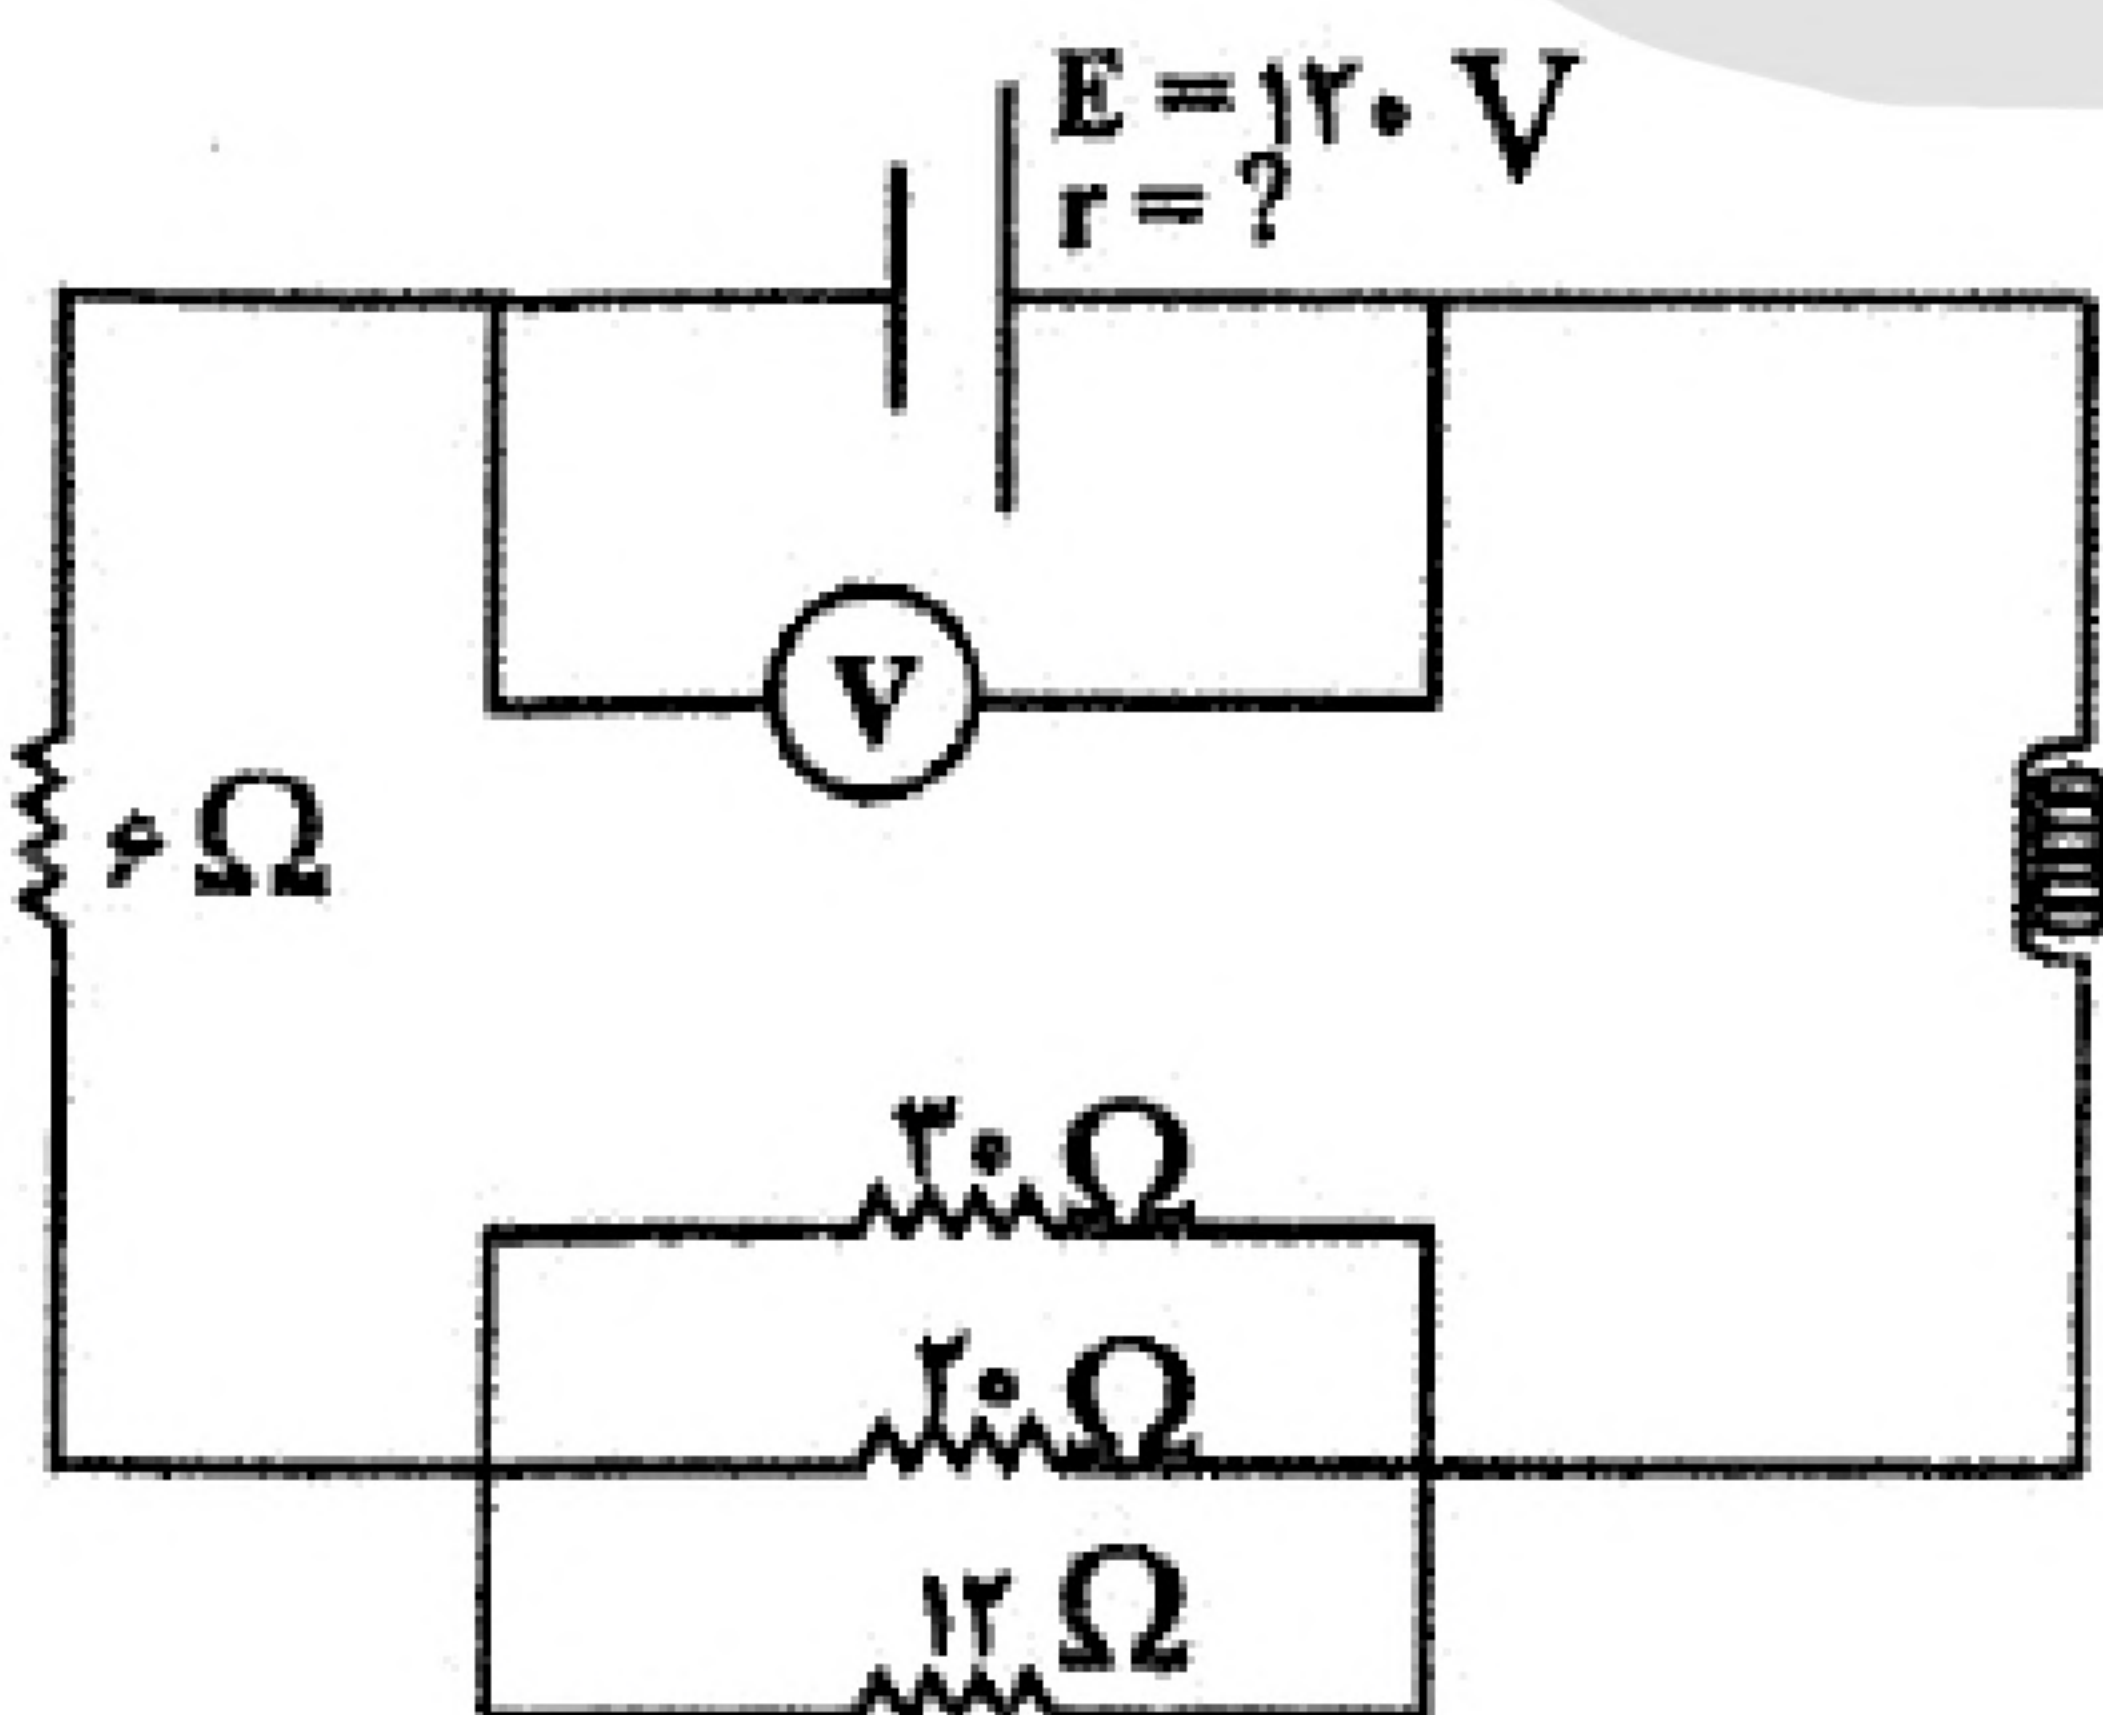 E = ۱۲۰ V
r = ?
V
۶ Ω
۳۰ Ω
۲۰ Ω
۱۲ Ω